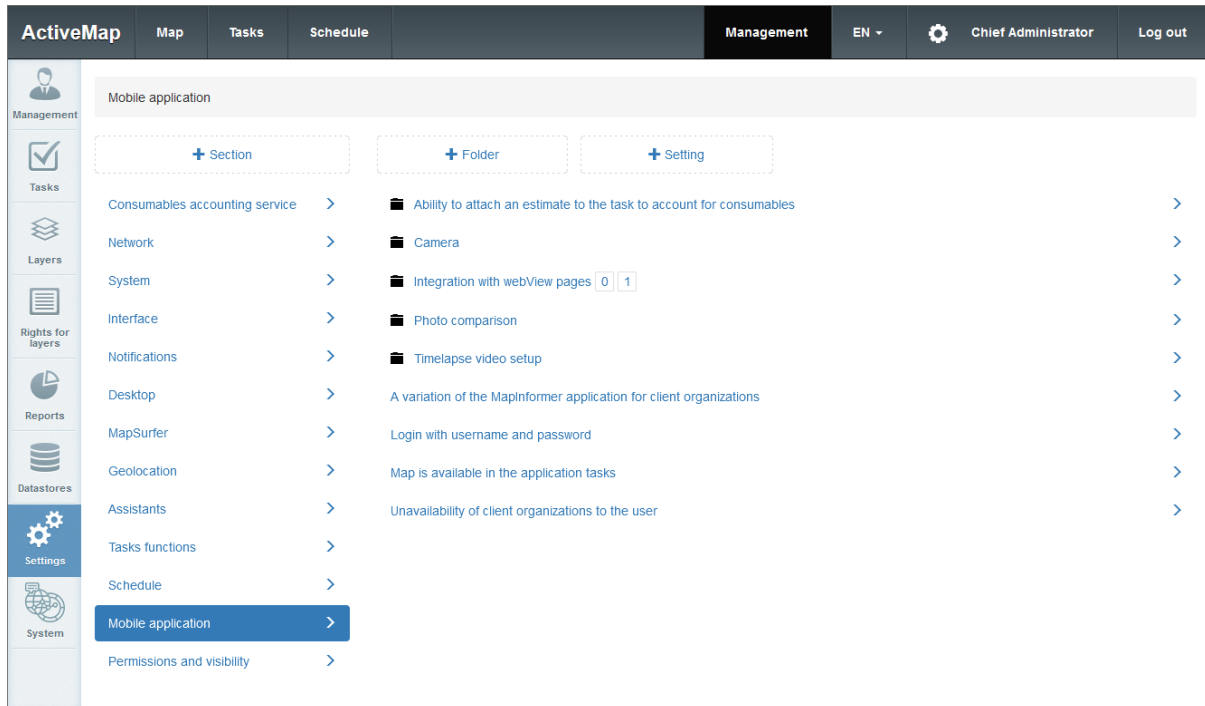 ActiveMap Map Tasks Schedule Management EN Chief Administrator Log out
Management
Tasks
Layers
Rights for
layers
Reports
Datastores
Settings
System
Mobile application
+ Section
Consumables accounting service
Network
System
Interface
Notifications
Desktop
MapSurfer
Geolocation
Assistants
Tasks functions
Schedule
Mobile application
Permissions and visibility
+ Folder + Setting
Ability to attach an estimate to the task to account for consumables
Camera
Integration with webView pages 0 1
Photo comparison
Timelapse video setup
A variation of the MapInformer application for client organizations
Login with username and password
Map is available in the application tasks
Unavailability of client organizations to the user